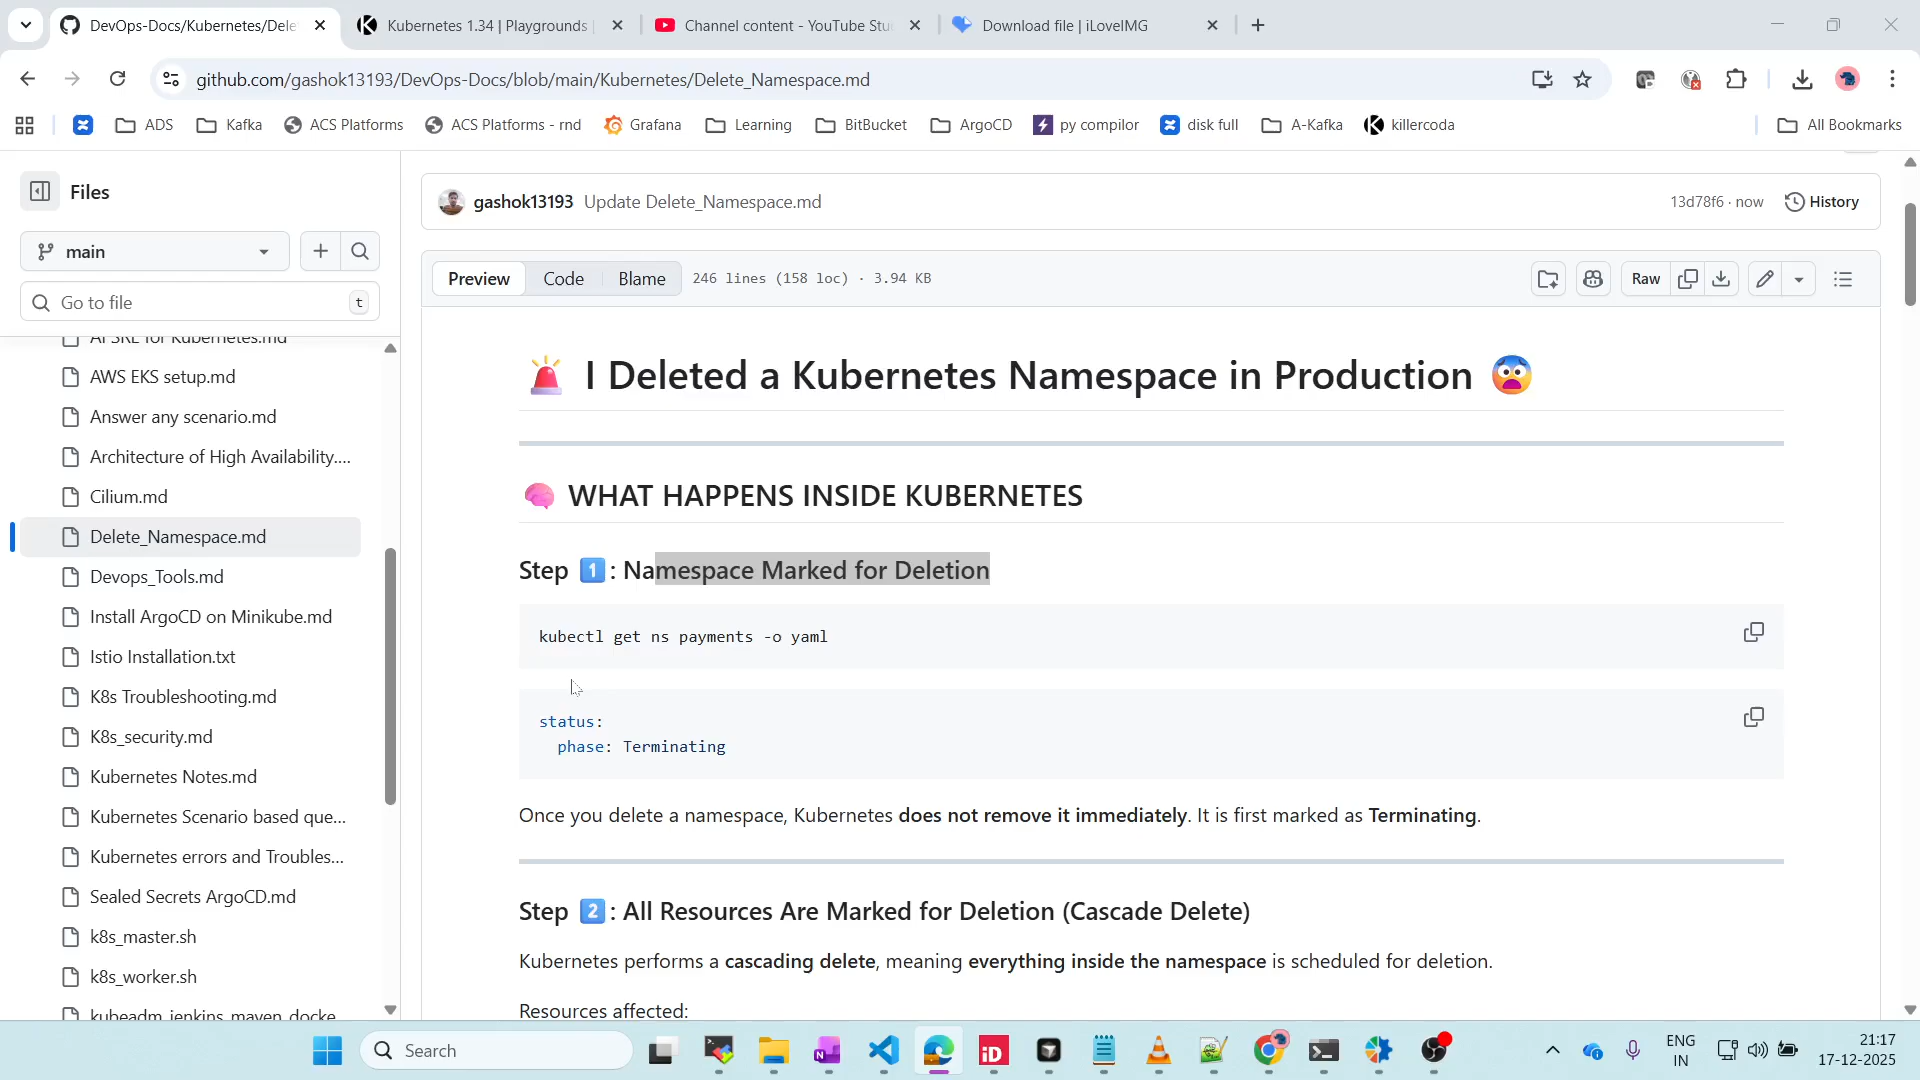 DevOps-Docs/Kubernetes/Dele
Kubernetes 1.34 | Playgrounds |
Channel content - YouTube Stu
Download file | iLoveIMG
github.com/gashok13193/DevOps-Docs/blob/main/Kubernetes/Delete_Namespace.md
ADS
Kafka
ACS Platforms
ACS Platforms - rnd
Grafana
Learning
BitBucket
ArgoCD
py compilor
disk full
A-Kafka
killercoda
All Bookmarks
Files
main
Go to file
t
AI SRE for Kubernetes.md
AWS EKS setup.md
Answer any scenario.md
Architecture of High Availability....
Cilium.md
Delete_Namespace.md
Devops_Tools.md
Install ArgoCD on Minikube.md
Istio Installation.txt
K8s Troubleshooting.md
K8s_security.md
Kubernetes Notes.md
Kubernetes Scenario based que...
Kubernetes errors and Troubles...
Sealed Secrets ArgoCD.md
k8s_master.sh
k8s_worker.sh
kubeadm_jenkins_maven_docke
gashok13193 Update Delete_Namespace.md
13d78f6 · now
History
Preview
Code
Blame
246 lines (158 loc) · 3.94 KB
Raw
🚨 I Deleted a Kubernetes Namespace in Production 😨
🧠 WHAT HAPPENS INSIDE KUBERNETES
Step 1️⃣: Namespace Marked for Deletion
kubectl get ns payments -o yaml
status:
phase: Terminating
Once you delete a namespace, Kubernetes does not remove it immediately. It is first marked as Terminating.
Step 2️⃣: All Resources Are Marked for Deletion (Cascade Delete)
Kubernetes performs a cascading delete, meaning everything inside the namespace is scheduled for deletion.
Resources affected:
Search
iD
ENG
IN
21:17
17-12-2025